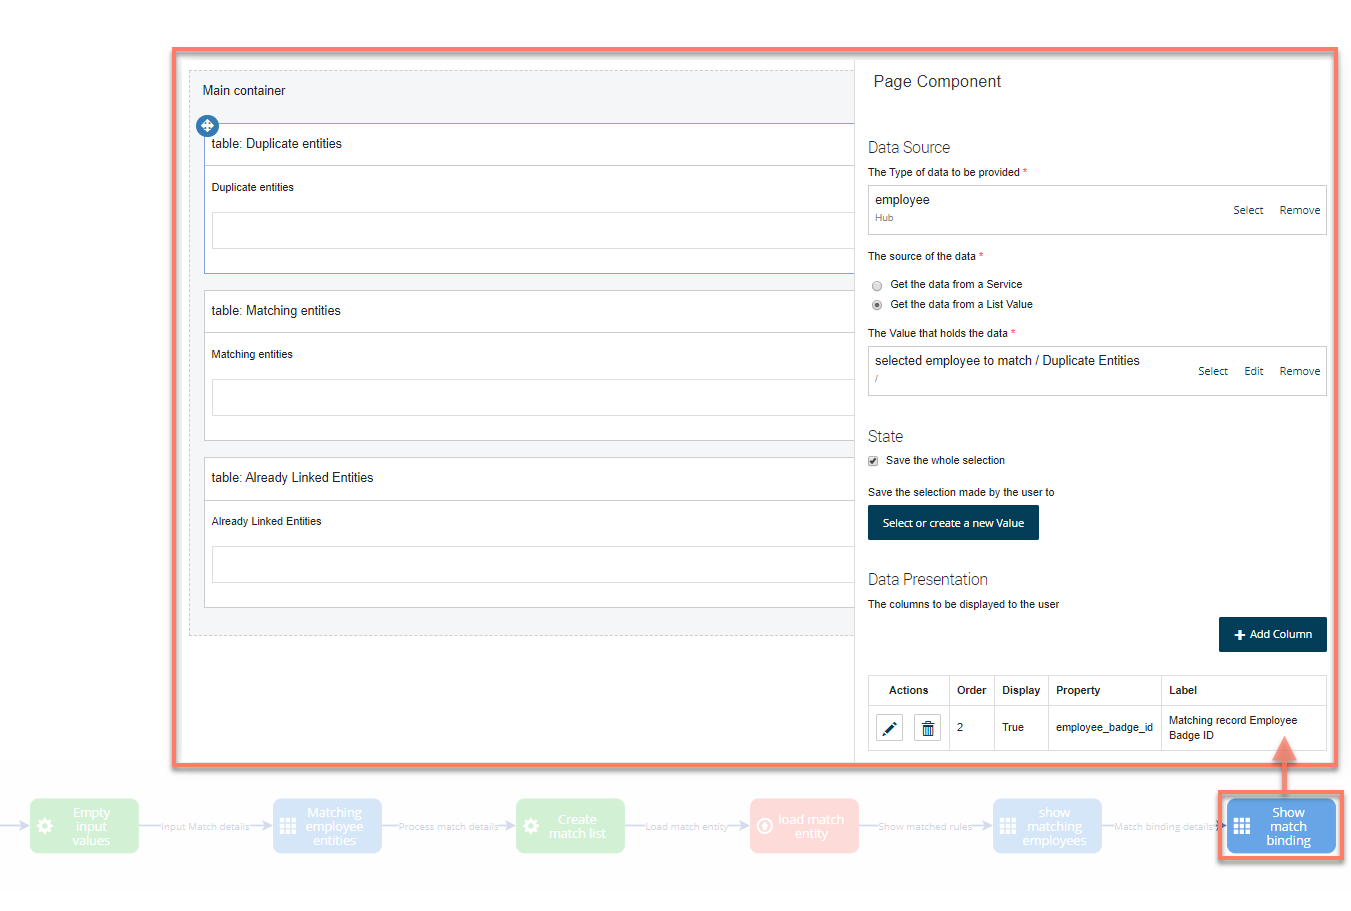 Main container
table: Duplicate entities
Duplicate entities
table: Matching entities
Matching entities
table: Already Linked Entities
Already Linked Entities
Page Component
Data Source
The Type of data to be provided *
employee
Hub
Select Remove
The source of the data *
Get the data from a Service
Get the data from a List Value
The Value that holds the data *
selected employee to match / Duplicate Entities
/
Select Edit Remove
State
Save the whole selection
Save the selection made by the user to
Select or create a new Value
Data Presentation
The columns to be displayed to the user
+ Add Column
Actions Order Display Property Label
2 True employee_badge_id Matching record Employee
Badge ID
Empty
input
values
Input Match details
Matching
employee
entities
Process match details
Create
match list
Load match entity
load match
entity
Show matched rules
show
matching
employees
Match binding details
Show
match
binding